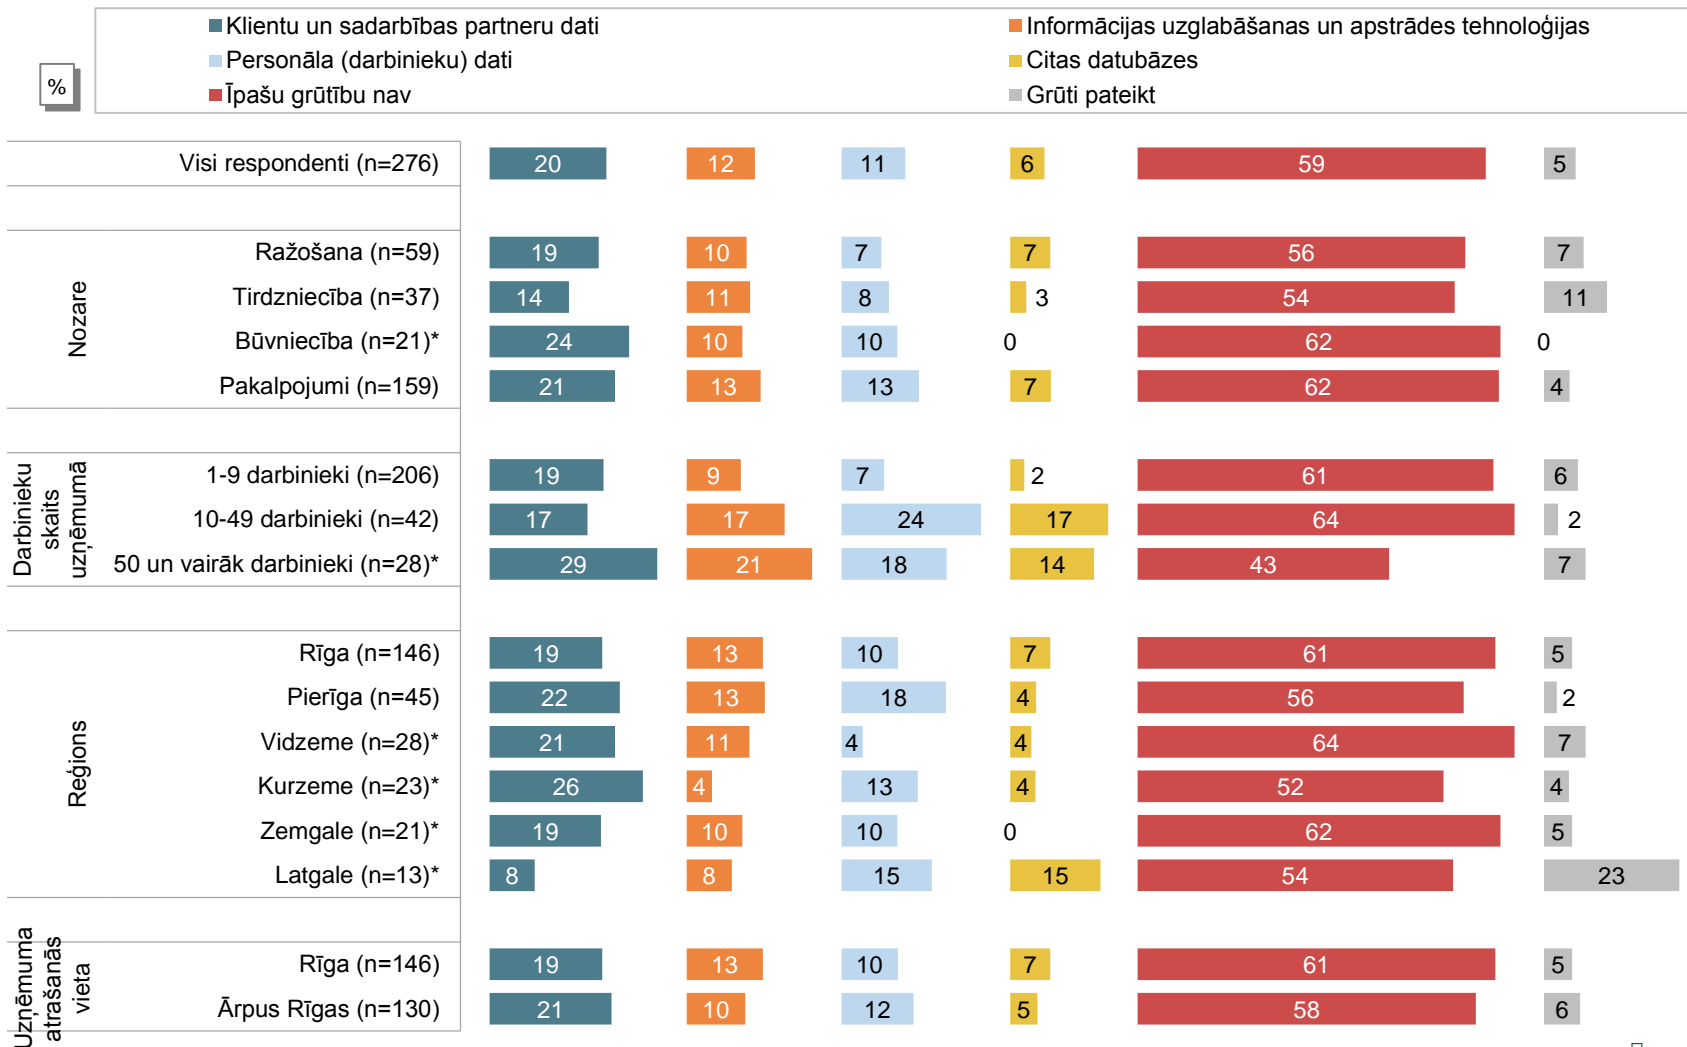 Klientu un sadarbības partneru dati
Informācijas uzglabāšanas un apstrādes tehnoloģijas
Personāla (darbinieku) dati
Citas datubāzes
Īpašu grūtību nav
Grūti pateikt
%
Visi respondenti (n=276) 20 12 11 6 59 5
Nozare
Ražošana (n=59) 19 10 7 7 56 7
Tirdzniecība (n=37) 14 11 8 3 54 11
Būvniecība (n=21)* 24 10 10 0 62 0
Pakalpojumi (n=159) 21 13 13 7 62 4
Darbinieku
skaits
uzņēmumā
1-9 darbinieki (n=206) 19 9 7 2 61 6
10-49 darbinieki (n=42) 17 17 24 17 64 2
50 un vairāk darbinieki (n=28)* 29 21 18 14 43 7
Reģions
Rīga (n=146) 19 13 10 7 61 5
Pierīga (n=45) 22 13 18 4 56 2
Vidzeme (n=28)* 21 11 4 4 64 7
Kurzeme (n=23)* 26 4 13 4 52 4
Zemgale (n=21)* 19 10 10 0 62 5
Latgale (n=13)* 8 8 15 15 54 23
Uzņēmuma
atrašanās
vieta
Rīga (n=146) 19 13 10 7 61 5
Ārpus Rīgas (n=130) 21 10 12 5 58 6